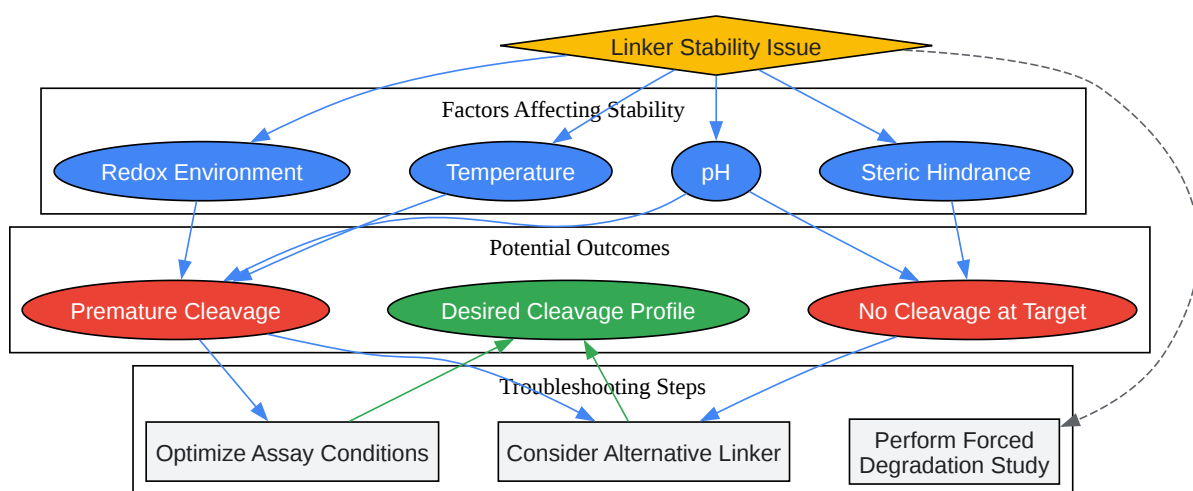 Linker Stability Issue
Factors Affecting Stability
Redox Environment
Temperature
pH
Steric Hindrance
Potential Outcomes
Premature Cleavage
Desired Cleavage Profile
No Cleavage at Target
Troubleshooting Steps
Optimize Assay Conditions
Consider Alternative Linker
Perform Forced
Degradation Study